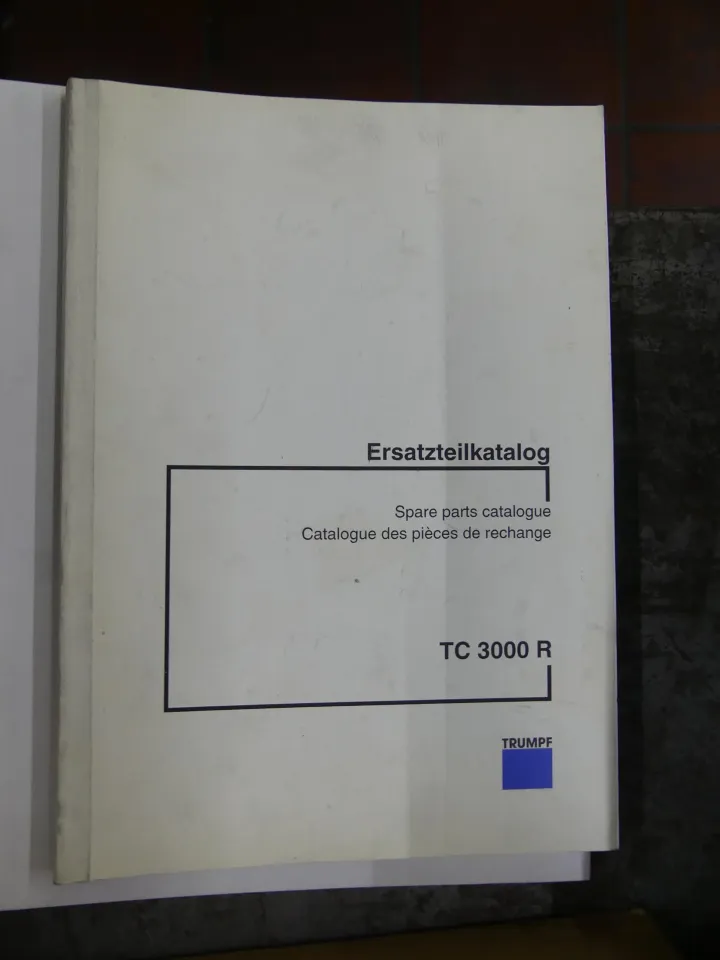 Ersatzteilkatalog
Spare parts catalogue
Catalogue des pièces de rechange
TC 3000 R
TRUMPF